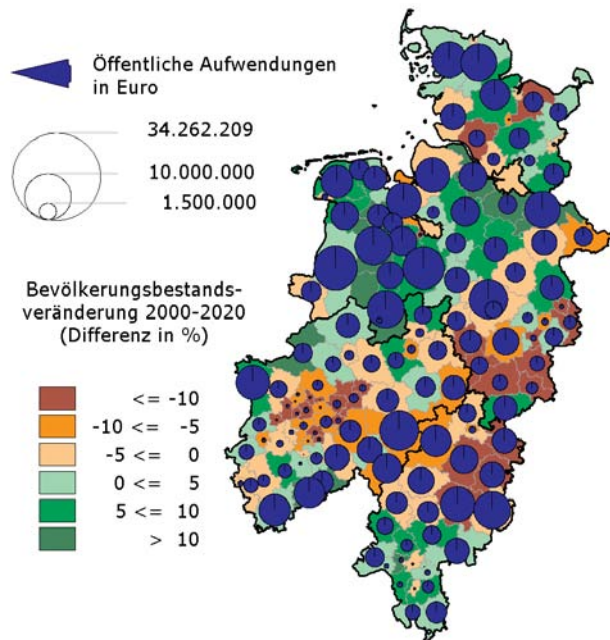 Öffentliche Aufwendungen
in Euro
34.262.209
10.000.000
1.500.000
Bevölkerungsbestands-
veränderung 2000-2020
(Differenz in %)
<= -10
-10 <= -5
-5 <= 0
0 <= 5
5 <= 10
> 10